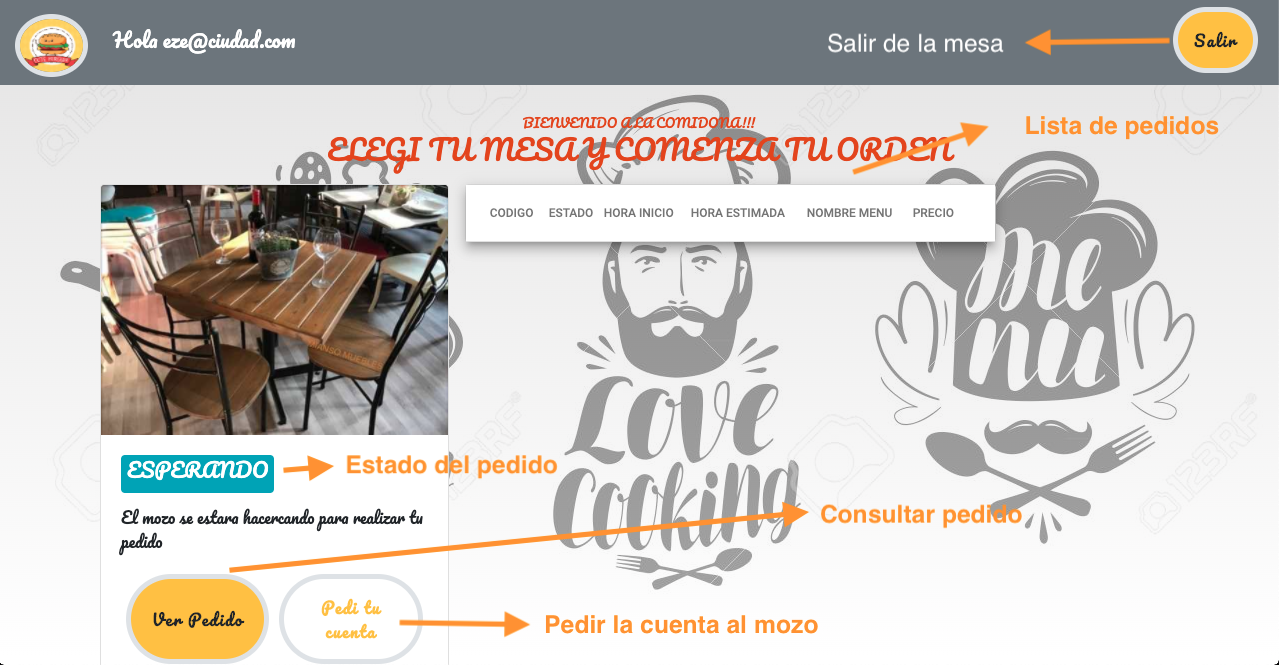 Hola eze@ciudad.com
Salir de la mesa
Salir
BIENVENIDO A LA COMIDONA!!!
ELEGI TU MESA Y COMENZA TU ORDEN
Lista de pedidos
CODIGO ESTADO HORA INICIO HORA ESTIMADA NOMBRE MENU PRECIO
me
nu
Love
Cooking
ESPERANDO
Estado del pedido
El mozo se estara hacercando para realizar tu
pedido
Consultar pedido
Ver Pedido
Pedi tu
cuenta
Pedir la cuenta al mozo
123RF